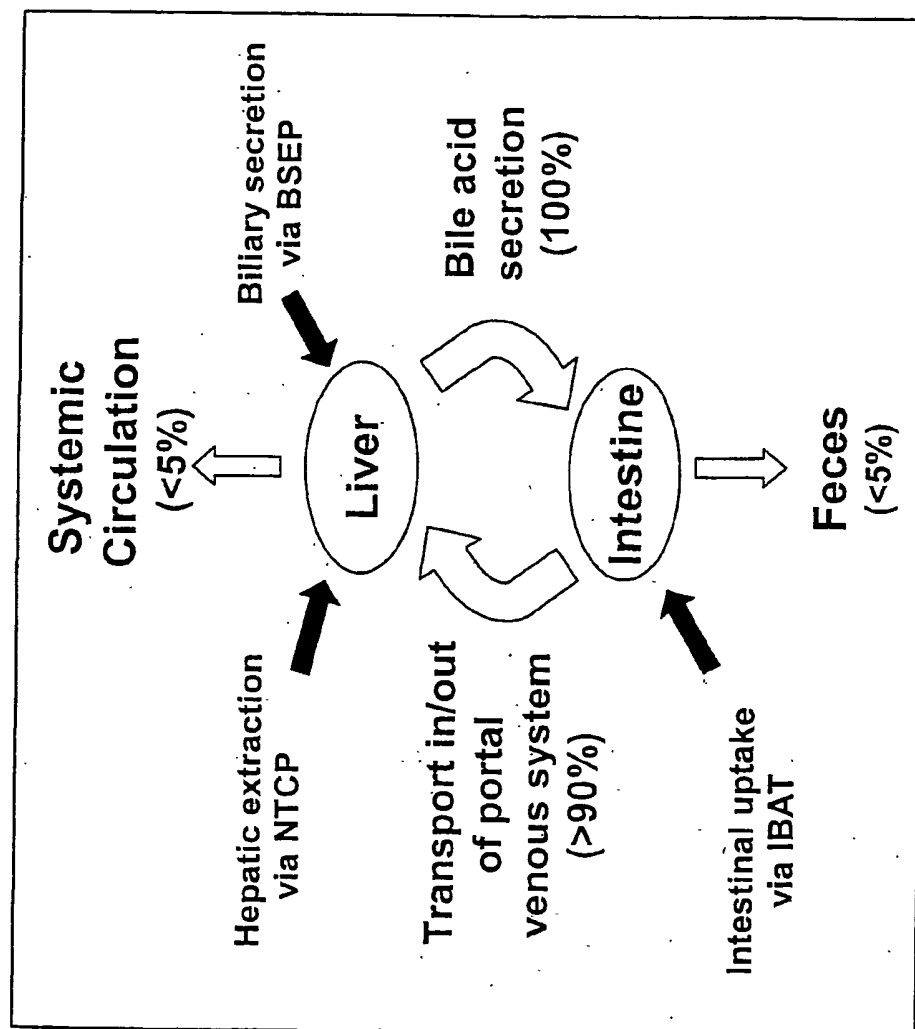 Systemic
Circulation
(<5%)
Hepatic extraction
via NTCP
Biliary secretion
via BSEP
Liver
Transport in/out
of portal
venous system
(>90%)
Bile acid
secretion
(100%)
Intestine
Intestinal uptake
via IBAT
Feces
(<5%)